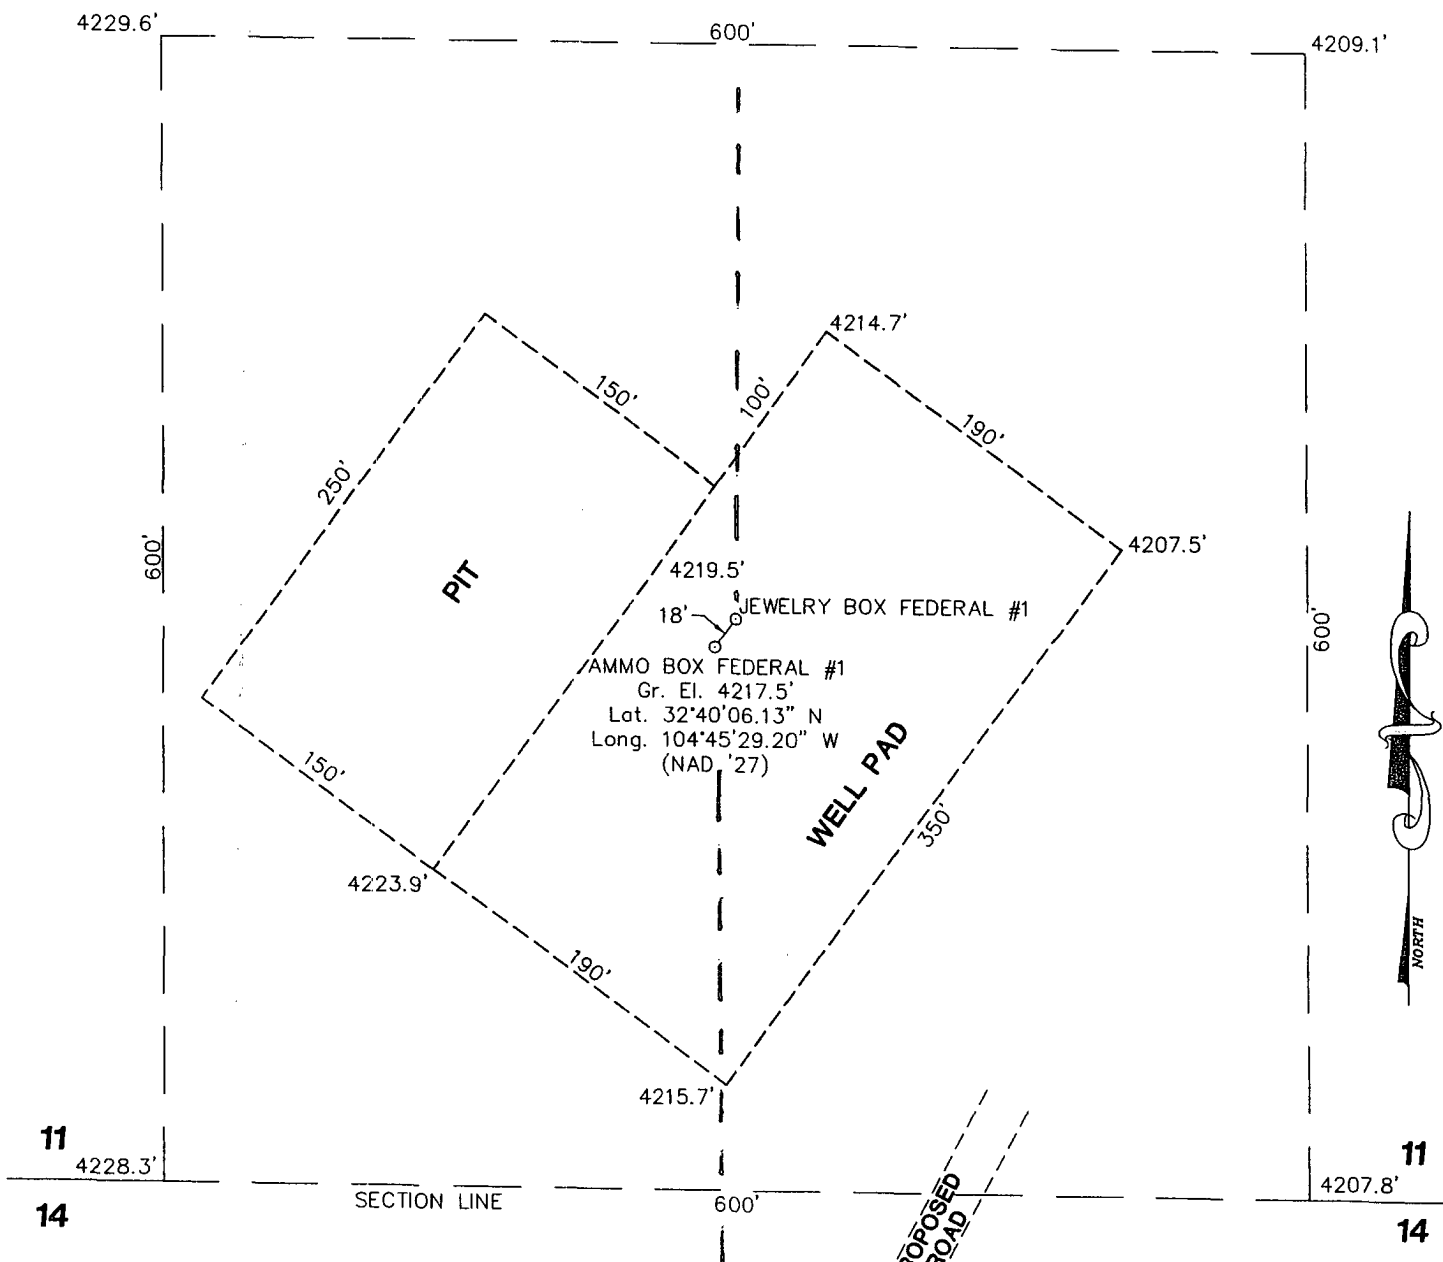 4229.6'
600'
4209.1'
4214.7'
150'
100'
190'
250'
600'
4207.5'
PIT
4219.5'
JEWELRY BOX FEDERAL #1
18'
600'
AMMO BOX FEDERAL #1
Gr. El. 4217.5'
Lat. 32°40'06.13" N
Long. 104°45'29.20" W
(NAD '27)
WELL PAD
150'
350'
4223.9'
190'
NORTH
4215.7'
11
4228.3'
11
SECTION LINE
600'
4207.8'
14
14
ROAD